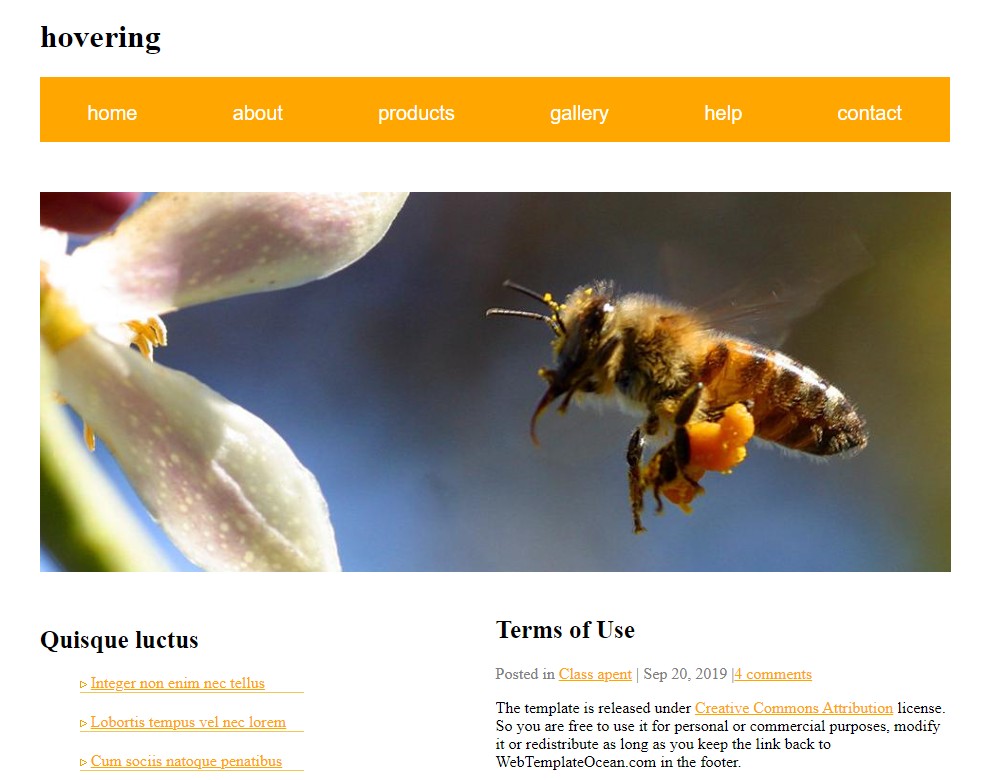 hovering
home about products gallery help contact
Quisque luctus
Integer non enim nec tellus
Lobortis tempus vel nec lorem
Cum sociis natoque penatibus
Terms of Use
Posted in Class apent | Sep 20, 2019 |4 comments
The template is released under Creative Commons Attribution license.
So you are free to use it for personal or commercial purposes, modify
it or redistribute as long as you keep the link back to
WebTemplateOcean.com in the footer.